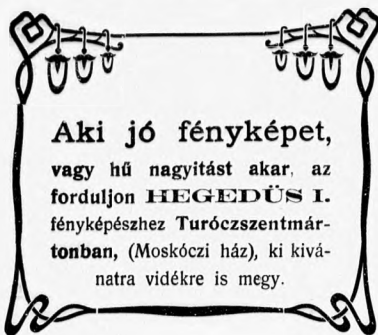 Aki jó fényképet,
vagy hű nagyitást akar, az
forduljon HEGEDÜS I.
fényképészhez Turóczszentmár-
tonban, (Moskóczi ház), ki kivá-
natra vidékre is megy.